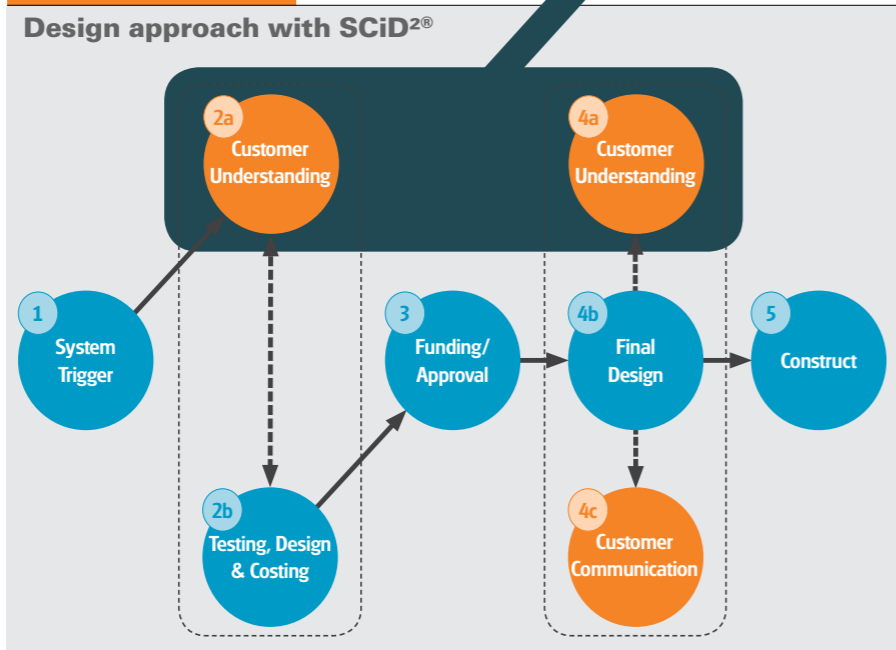 Design approach with SCiD²®
2a
Customer
Understanding
4a
Customer
Understanding
1
System
Trigger
3
Funding/
Approval
4b
Final
Design
5
Construct
2b
Testing, Design
& Costing
4c
Customer
Communication